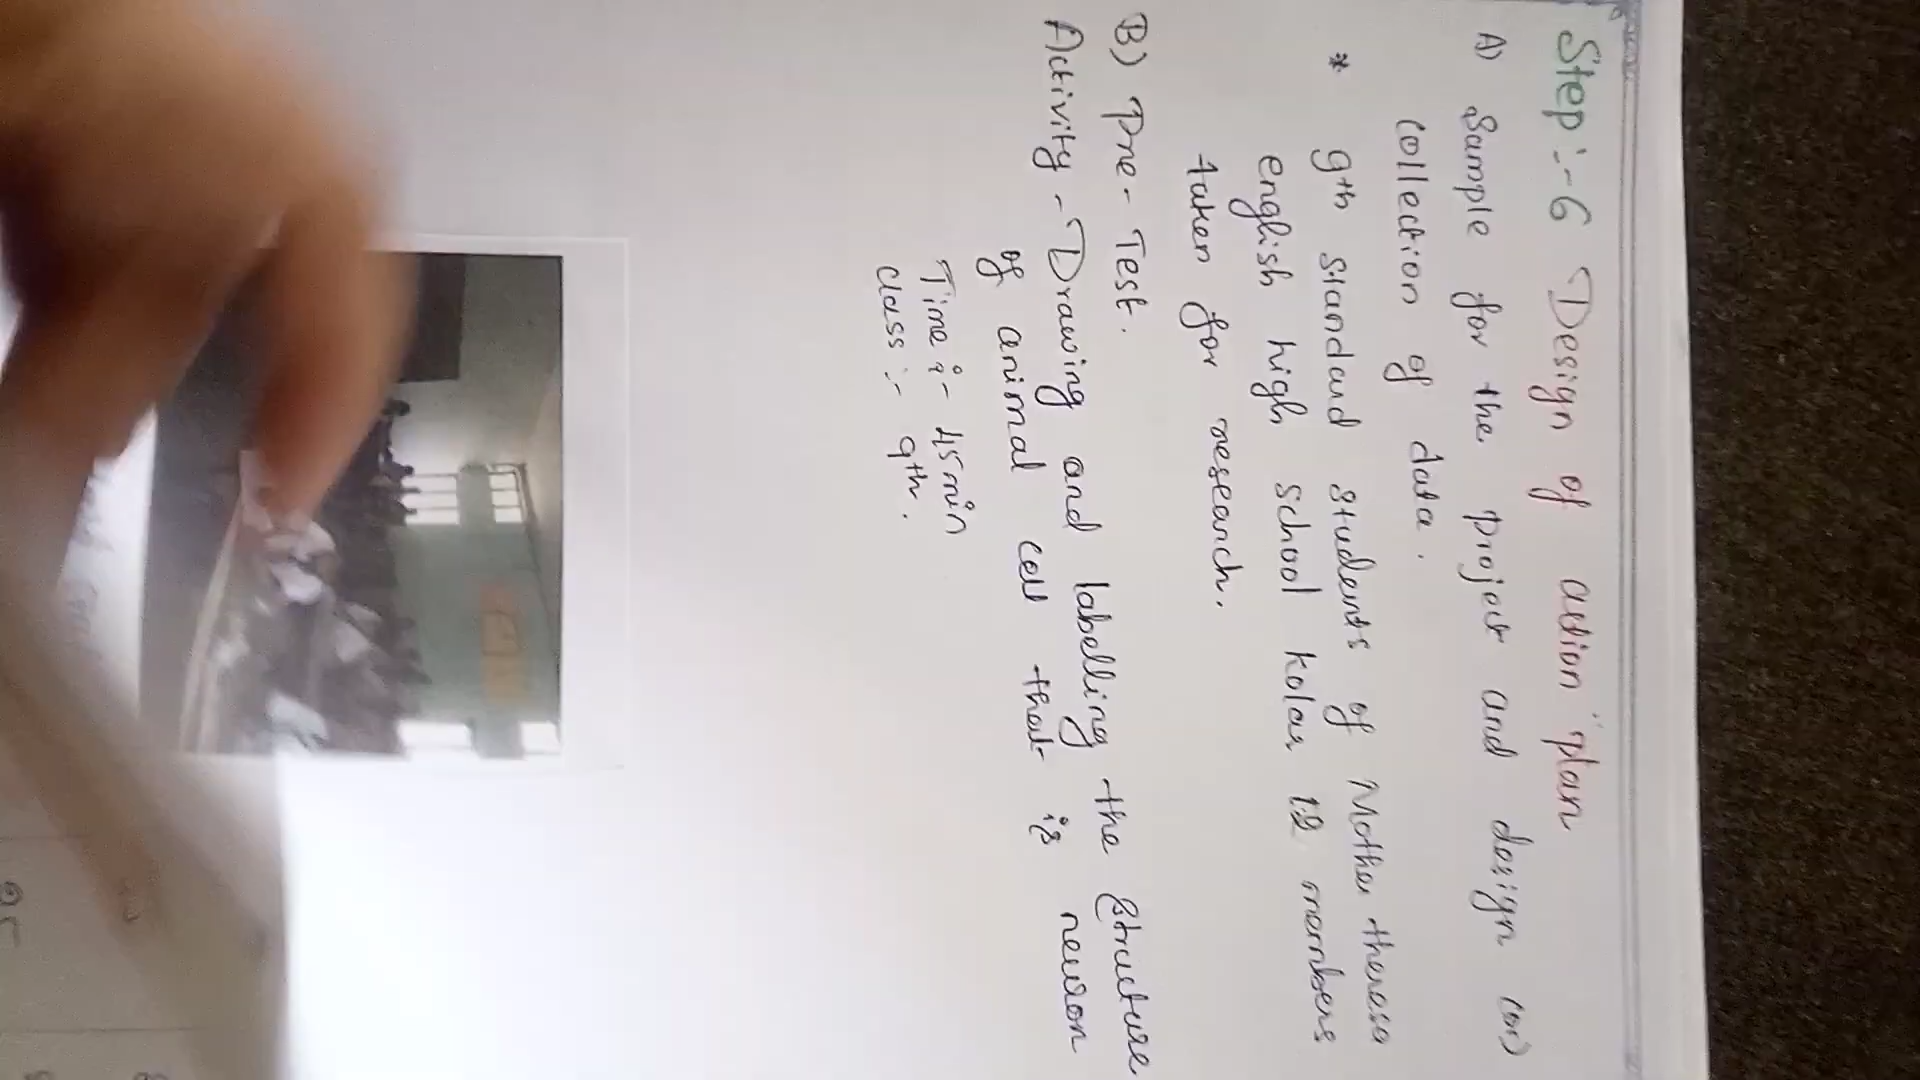 Step :- 6 Design of action plan
A) Sample for the project and design (or)
collection of data.
* 9th standard students of Mother theresa
english high school kolar 12 members
taken for research.
B) Pre - Test.
Activity - Drawing and labelling the structure
of animal cell that is neuron
Time :- 45 min
class :- 9th.